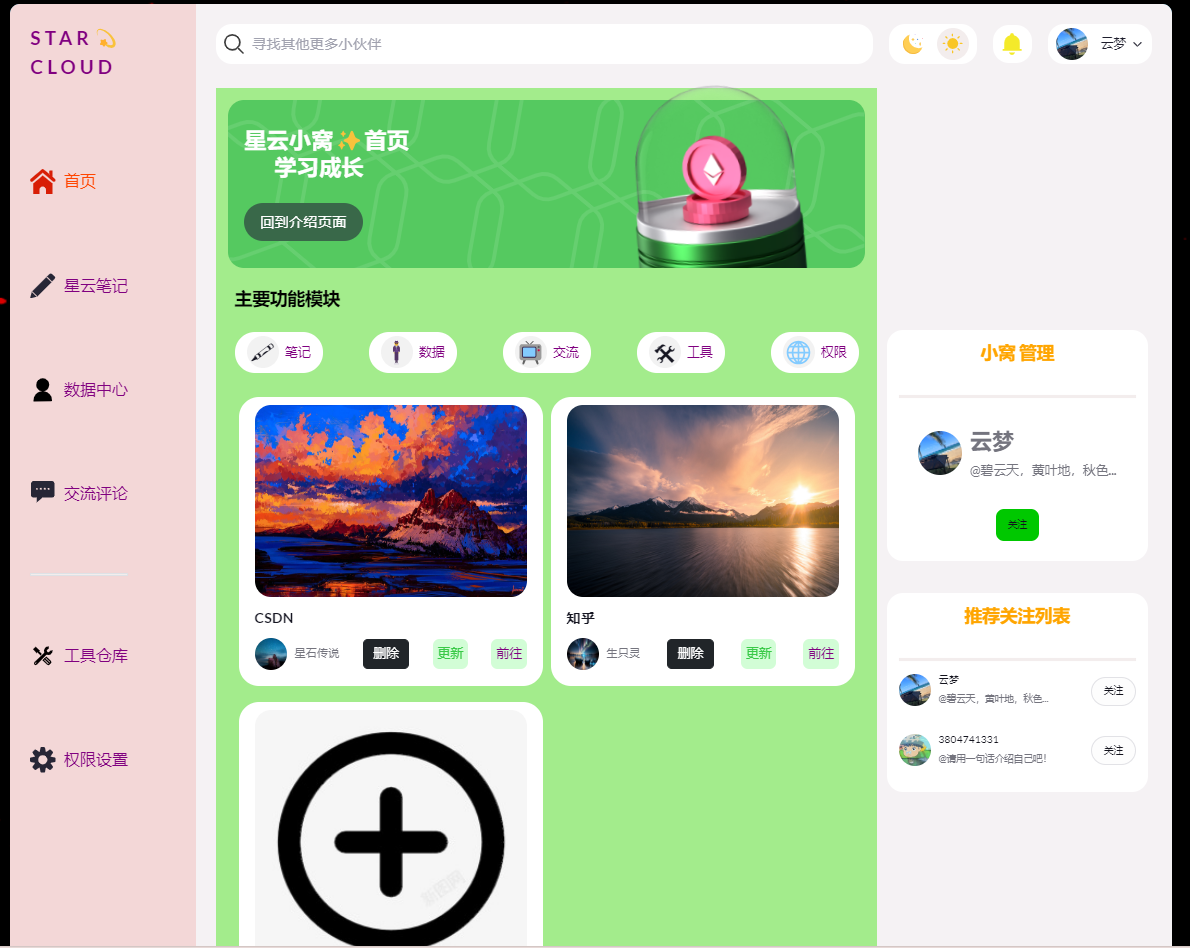 STAR
CLOUD
首页
星云笔记
数据中心
交流评论
工具仓库
权限设置
寻找其他更多小伙伴
云梦
星云小窝✨首页
学习成长
回到介绍页面
主要功能模块
笔记
数据
交流
工具
权限
CSDN
星石传说
删除
更新
前往
知乎
生只灵
删除
更新
前往
新图网
小窝 管理
云梦
@碧云天，黄叶地，秋色...
关注
推荐关注列表
云梦
@碧云天，黄叶地，秋色...
关注
3804741331
@请用一句话介绍自己吧！
关注